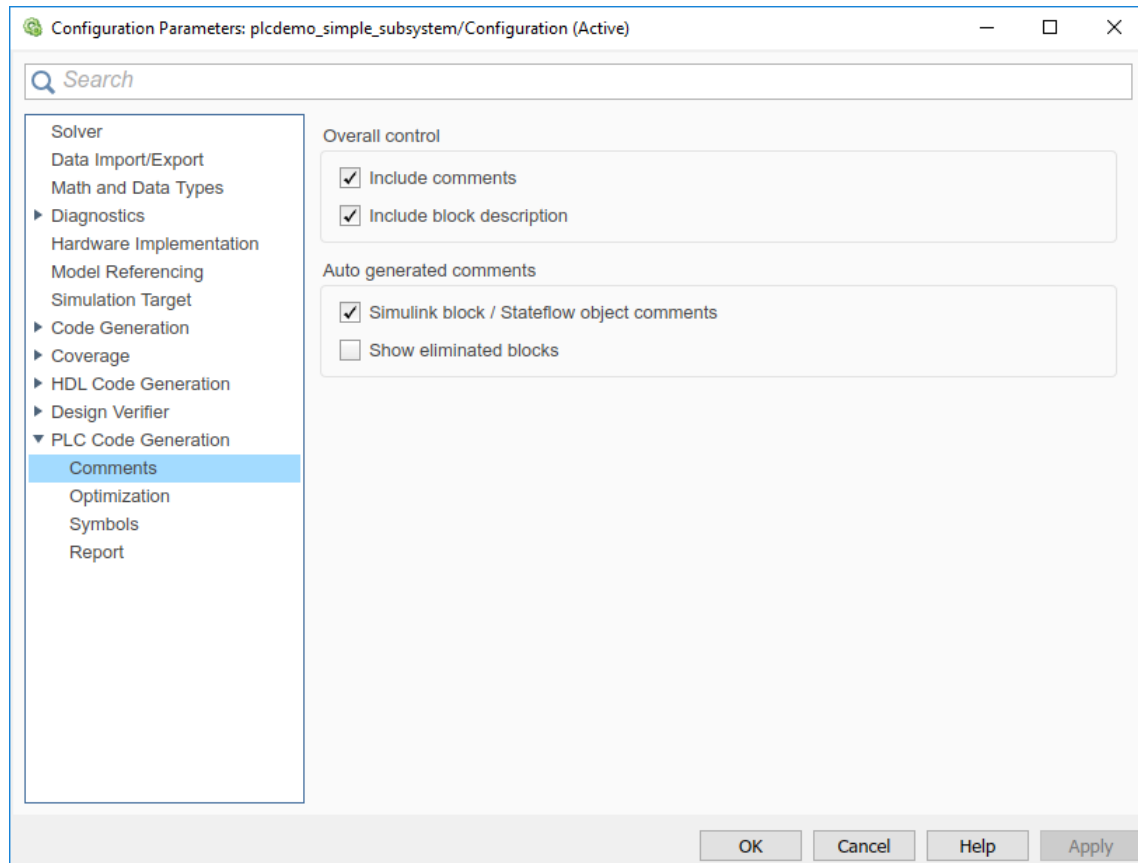 Configuration Parameters: plcdemo_simple_subsystem/Configuration (Active)
Search
Solver
Data Import/Export
Math and Data Types
Diagnostics
Hardware Implementation
Model Referencing
Simulation Target
Code Generation
Coverage
HDL Code Generation
Design Verifier
PLC Code Generation
Comments
Optimization
Symbols
Report
Overall control
Include comments
Include block description
Auto generated comments
Simulink block / Stateflow object comments
Show eliminated blocks
OK Cancel Help Apply